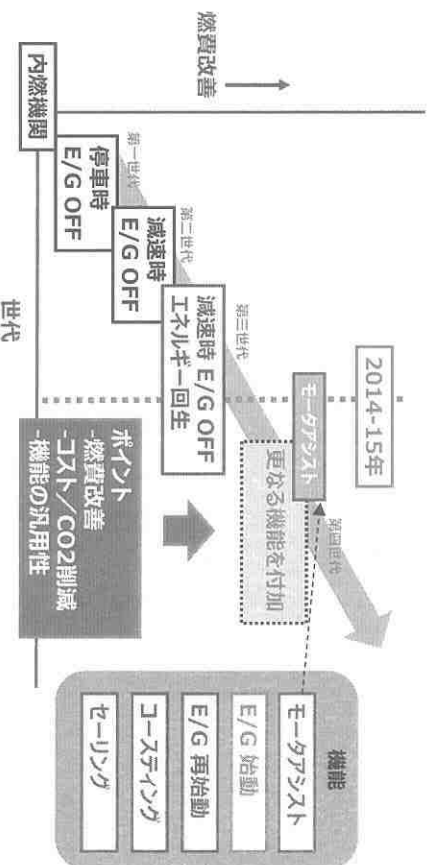 燃費改善
内燃機関
第一世代
停車時
E/G OFF
第二世代
減速時
E/G OFF
第三世代
減速時 E/G OFF
エネルギー回生
2014-15年
モータアシスト
第四世代
更なる機能を付加
世代
ポイント
-燃費改善
-コスト／CO2削減
-機能の汎用性
機能
モータアシスト
E/G 始動
E/G 再始動
コースティング
セーリング